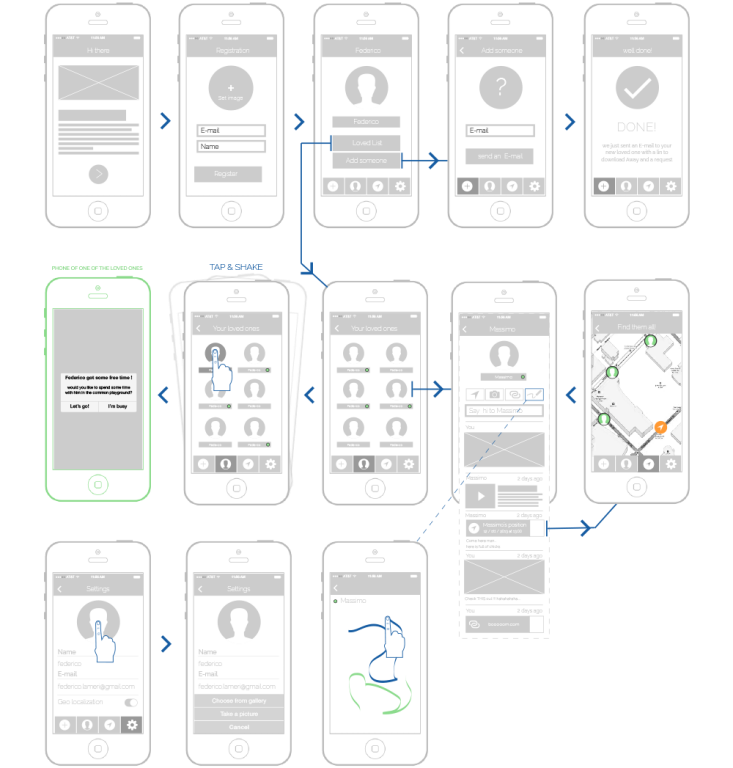 Hi there
Registration
+
Set image
E-mail
Name
Register
Federico
Federico
Loved List
Add someone
Add someone
?
E-mail
send an E-mail
well done!
DONE!
we just sent an E-mail to your
new loved one with a link to
download away and a request
PHONE OF ONE OF THE LOVED ONES
Federico got some free time !
would you like to spend some time
with him in the common playground?
Let's go!
I'm busy
TAP & SHAKE
Your loved ones
Your loved ones
Massimo
Massimo
Say hi to Massimo
You
Massimo
3 days ago
Massimo
3 days ago
Massimo's position
You
3 days ago
You
3 days ago
Find them all!
Settings
Name
federico
E-mail
federico.lameri@gmail.com
Geo localization
Settings
Name
federico
E-mail
federico.lameri@gmail.com
Choose from gallery
Take a picture
Cancel
Massimo